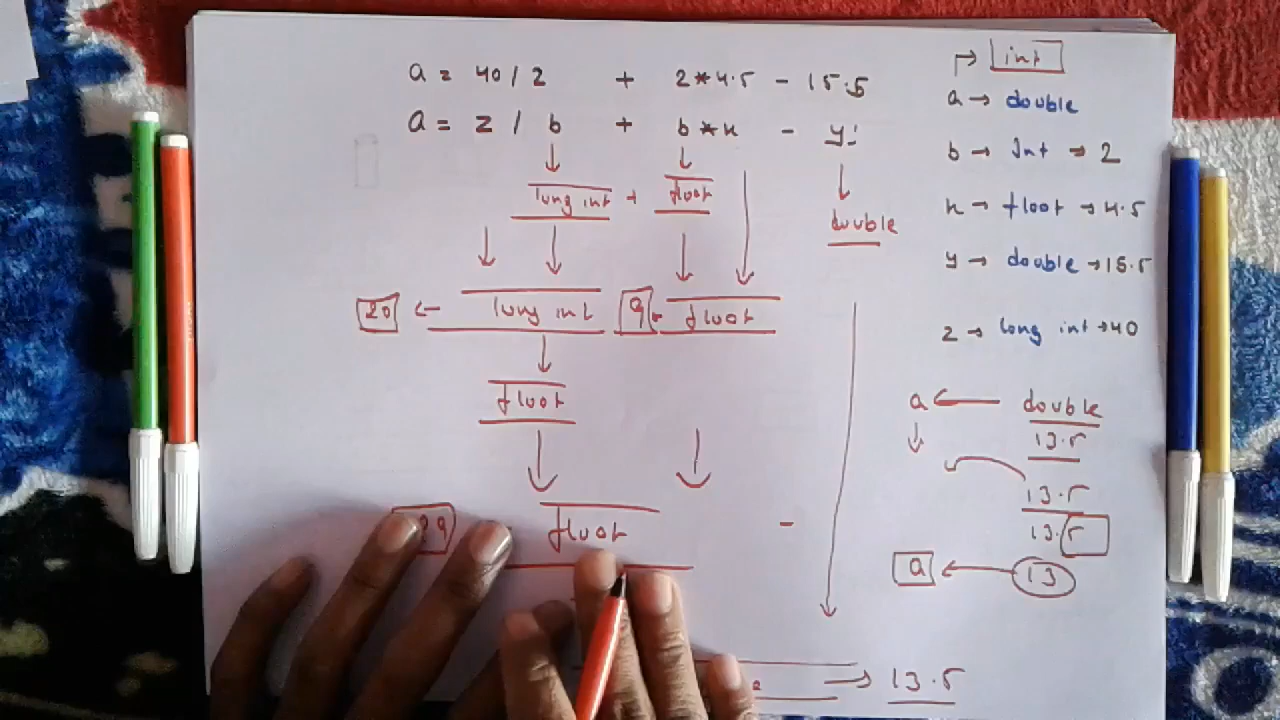 a = 40 / 2 + 2*4.5 - 15.5
a = z / b + b*x - y;
long int + float
double
20 ← long int 9 ← float
float
float -
→ 13.5
→ int
a → double
b → Int → 2
x → float → 4.5
y → double → 15.5
z → long int → 40
a ← double
13.5
13.5
13.5
a ← 13